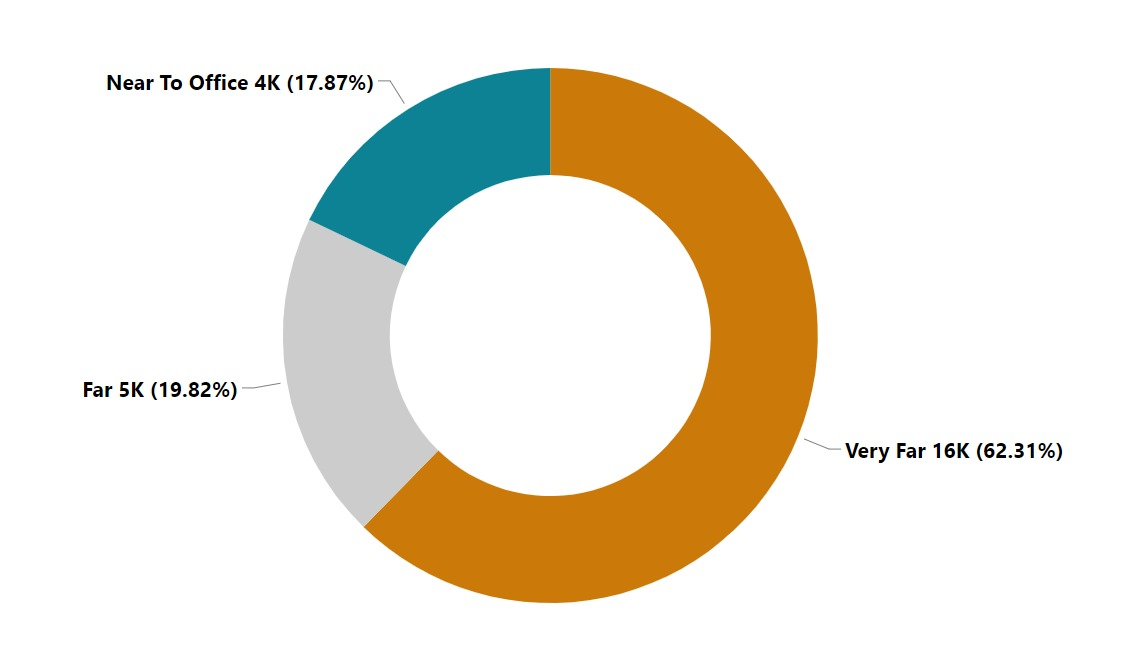 Near To Office 4K (17.87%)
Far 5K (19.82%)
Very Far 16K (62.31%)